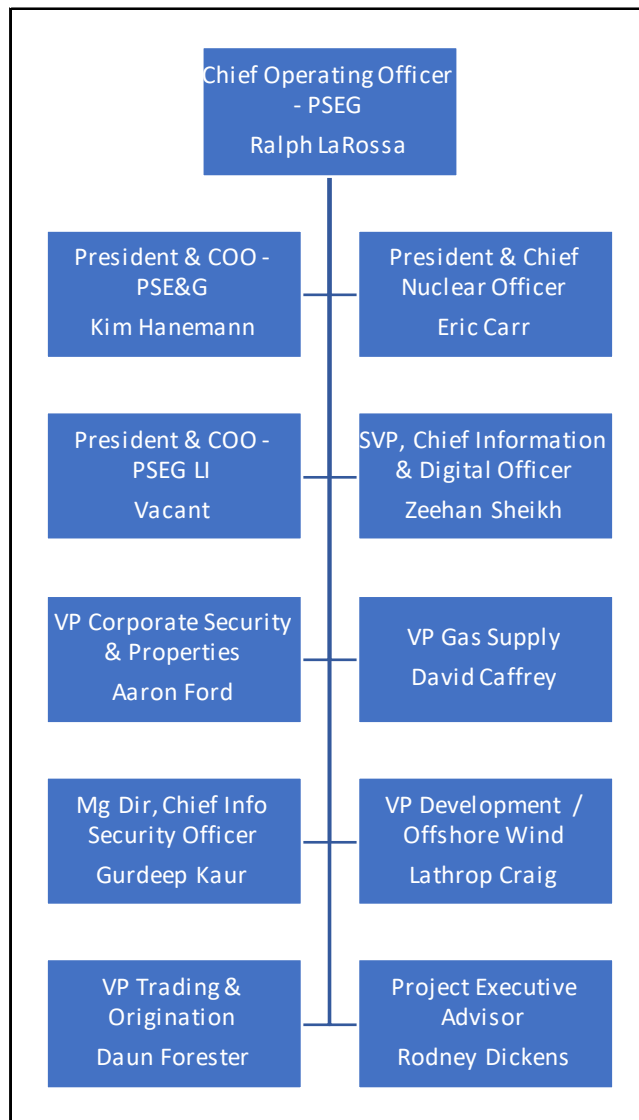 Chief Operating Officer
- PSEG
Ralph LaRossa
President & COO -
PSE&G
Kim Hanemann
President & Chief
Nuclear Officer
Eric Carr
President & COO -
PSEG LI
Vacant
SVP, Chief Information
& Digital Officer
Zeehan Sheikh
VP Corporate Security
& Properties
Aaron Ford
VP Gas Supply
David Caffrey
Mg Dir, Chief Info
Security Officer
Gurdeep Kaur
VP Development /
Offshore Wind
Lathrop Craig
VP Trading &
Origination
Daun Forester
Project Executive
Advisor
Rodney Dickens